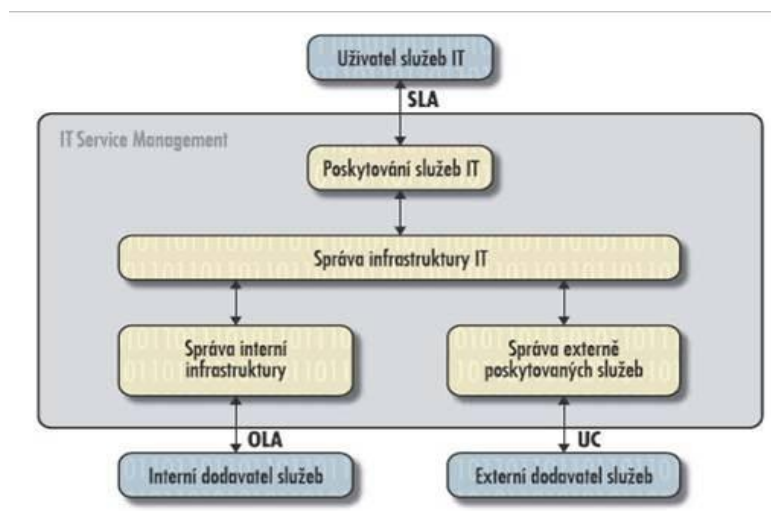 Uživatel služeb IT
SLA
IT Service Management
Poskytování služeb IT
Správa infrastruktury IT
Správa interní
infrastruktury
Správa externě
poskytovaných služeb
OLA
UC
Interní dodavatel služeb
Externí dodavatel služeb